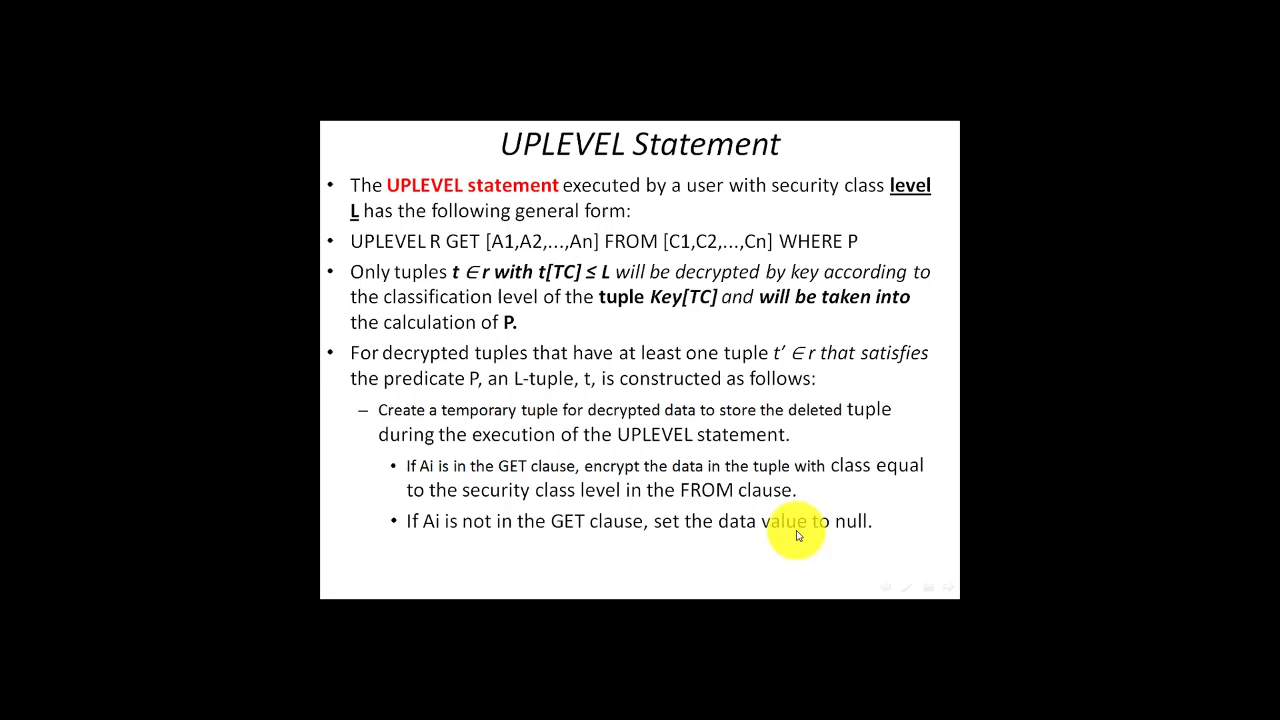 UPLEVEL Statement
• The UPLEVEL statement executed by a user with security class level
L has the following general form:
• UPLEVEL R GET [A1,A2,...,An] FROM [C1,C2,...,Cn] WHERE P
• Only tuples t ∈ r with t[TC] ≤ L will be decrypted by key according to
the classification level of the tuple Key[TC] and will be taken into
the calculation of P.
• For decrypted tuples that have at least one tuple t’ ∈ r that satisfies
the predicate P, an L-tuple, t, is constructed as follows:
– Create a temporary tuple for decrypted data to store the deleted tuple
during the execution of the UPLEVEL statement.
• If Ai is in the GET clause, encrypt the data in the tuple with class equal
to the security class level in the FROM clause.
• If Ai is not in the GET clause, set the data value to null.